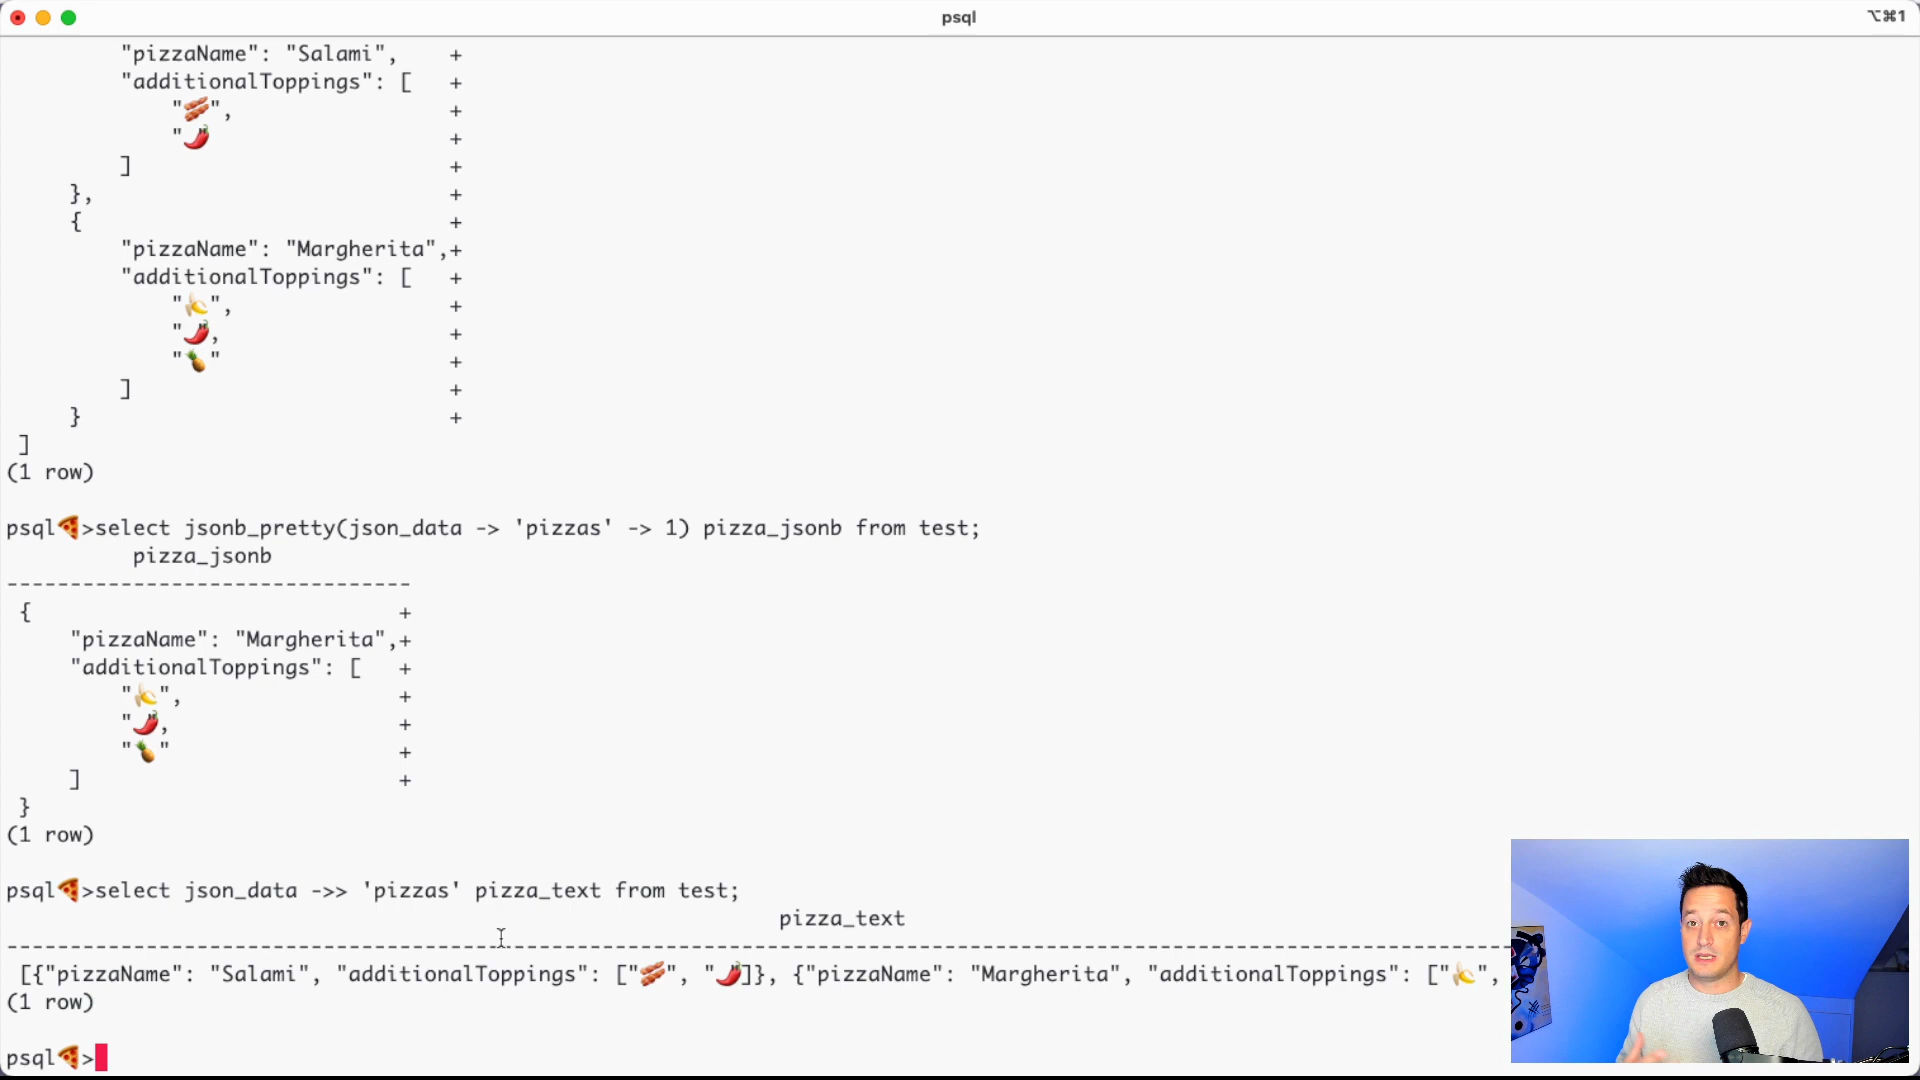 psql
⌥⌘1
"pizzaName": "Salami",    +
"additionalToppings": [   +
"🥓",    +
"🌶    +
]    +
},    +
{    +
"pizzaName": "Margherita",+
"additionalToppings": [   +
"🍌",    +
"🌶,    +
"🍍"    +
]    +
}    +
]
(1 row)
psql🍕>select jsonb_pretty(json_data -> 'pizzas' -> 1) pizza_jsonb from test;
pizza_jsonb
--------------------------------
{    +
"pizzaName": "Margherita",+
"additionalToppings": [   +
"🍌",    +
"🌶,    +
"🍍"    +
]    +
}
(1 row)
psql🍕>select json_data ->> 'pizzas' pizza_text from test;
pizza_text
------------------------------------------------------------------------------------------------------------------------
[{"pizzaName": "Salami", "additionalToppings": ["🥓", "🌶]}, {"pizzaName": "Margherita", "additionalToppings": ["🍌",
(1 row)
psql🍕>